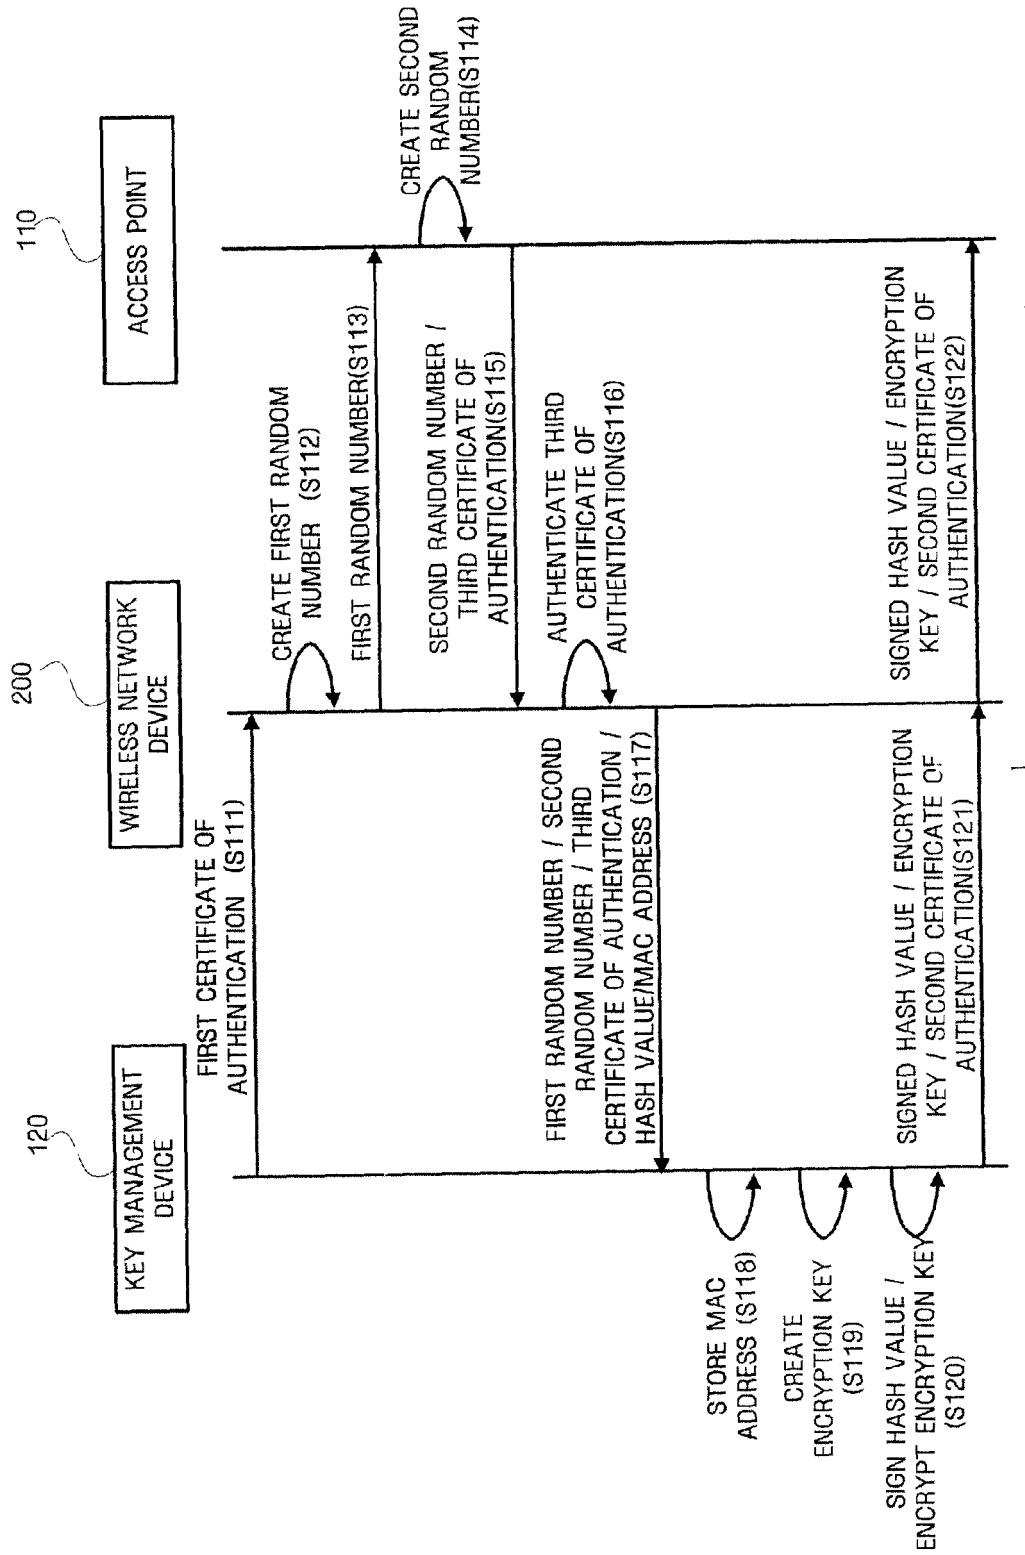 120
KEY MANAGEMENT
DEVICE
200
WIRELESS NETWORK
DEVICE
110
ACCESS POINT
FIRST CERTIFICATE OF
AUTHENTICATION (S111)
CREATE FIRST RANDOM
NUMBER (S112)
FIRST RANDOM NUMBER(S113)
CREATE SECOND
RANDOM
NUMBER(S114)
SECOND RANDOM NUMBER /
THIRD CERTIFICATE OF
AUTHENTICATION(S115)
AUTHENTICATE THIRD
CERTIFICATE OF
AUTHENTICATION(S116)
FIRST RANDOM NUMBER / SECOND
RANDOM NUMBER / THIRD
CERTIFICATE OF AUTHENTICATION /
HASH VALUE/MAC ADDRESS (S117)
STORE MAC
ADDRESS (S118)
CREATE
ENCRYPTION KEY
(S119)
SIGN HASH VALUE /
ENCRYPT ENCRYPTION KEY
(S120)
SIGNED HASH VALUE / ENCRYPTION
KEY / SECOND CERTIFICATE OF
AUTHENTICATION(S121)
SIGNED HASH VALUE / ENCRYPTION
KEY / SECOND CERTIFICATE OF
AUTHENTICATION(S122)